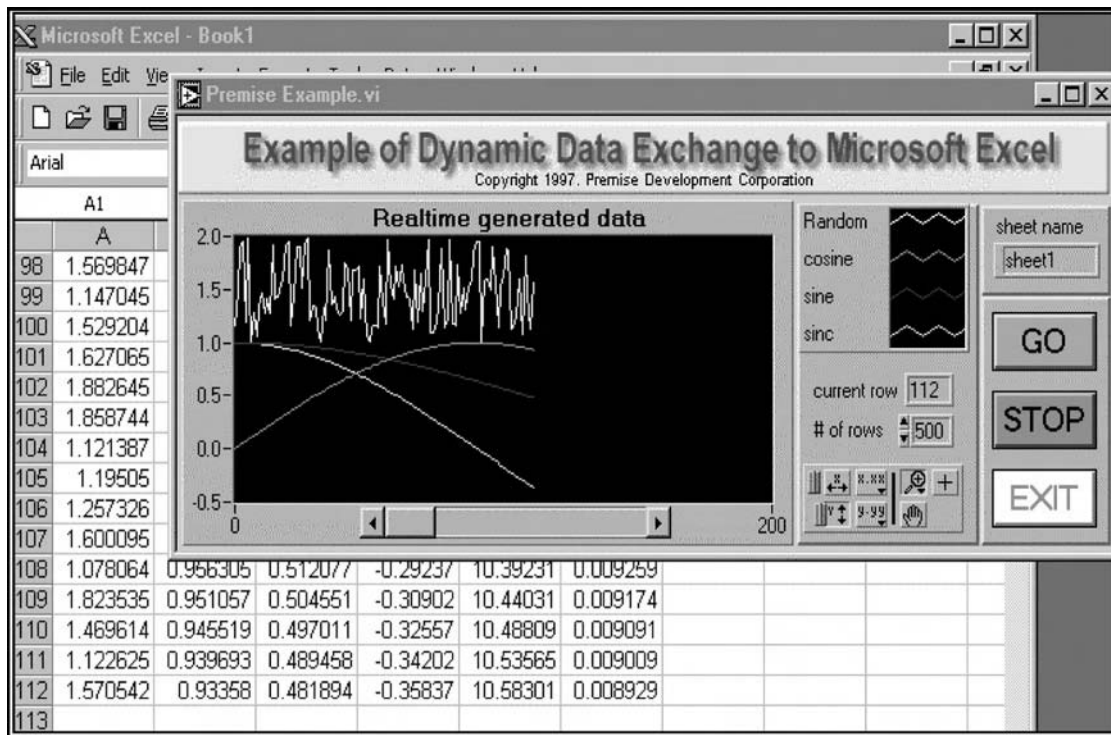 Microsoft Excel - Book1
File Edit Vie
Premise Example.vi
Arial
Example of Dynamic Data Exchange to Microsoft Excel
Copyright 1997. Premise Development Corporation
A1
A
Realtime generated data
2.0
1.5
1.0
0.5
0.0
-0.5
0
200
Random
cosine
sine
sinc
current row 112
# of rows 500
x.xx
y.yy
sheet name
sheet1
GO
STOP
EXIT
98 1.569847
99 1.147045
100 1.529204
101 1.627065
102 1.882645
103 1.858744
104 1.121387
105 1.19505
106 1.257326
107 1.600095
108 1.078064 0.956305 0.512077 -0.29237 10.39231 0.009259
109 1.823535 0.951057 0.504551 -0.30902 10.44031 0.009174
110 1.469614 0.945519 0.497011 -0.32557 10.48809 0.009091
111 1.122625 0.939693 0.489458 -0.34202 10.53565 0.009009
112 1.570542 0.93358 0.481894 -0.35837 10.58301 0.008929
113